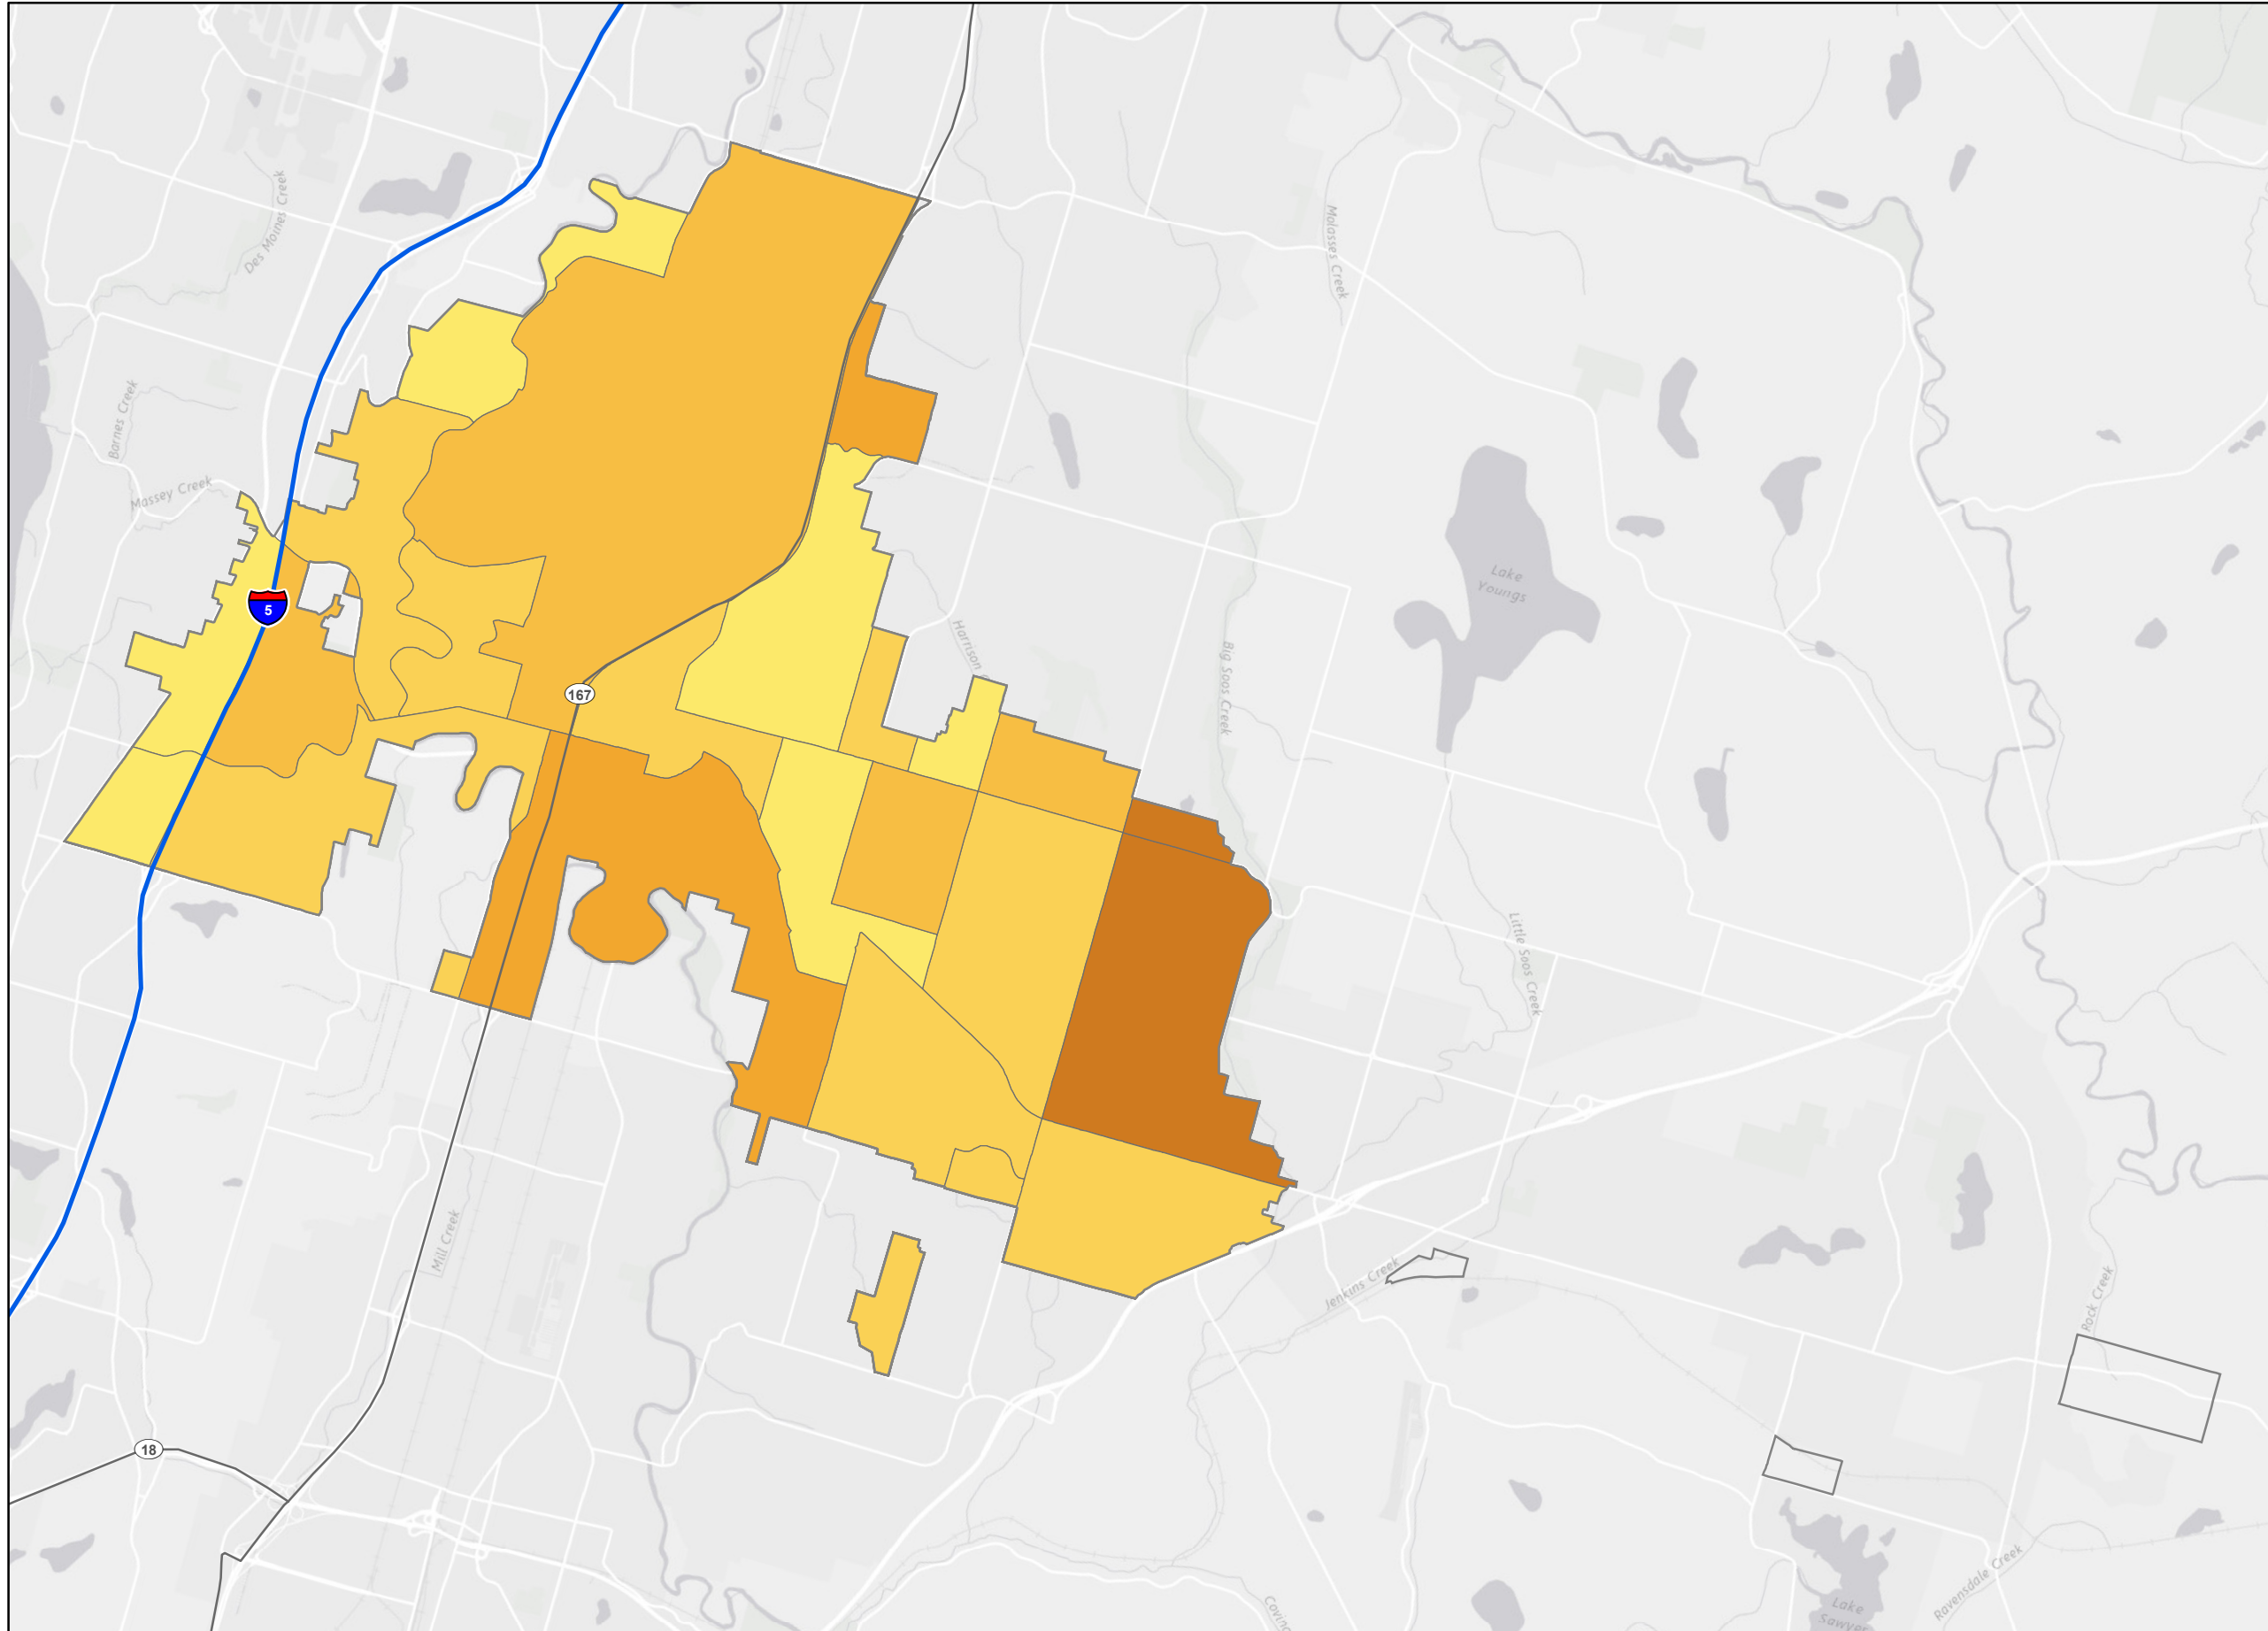 Des Moines Creek
Molasses Creek
Barnes Creek
Massey Creek
Lake
Youngs
5
Harrison
Big Soos Creek
167
Little Soos Creek
Mill Creek
Jenkins Creek
Rock Creek
18
Ravensdale Creek
Lake
Sawyer